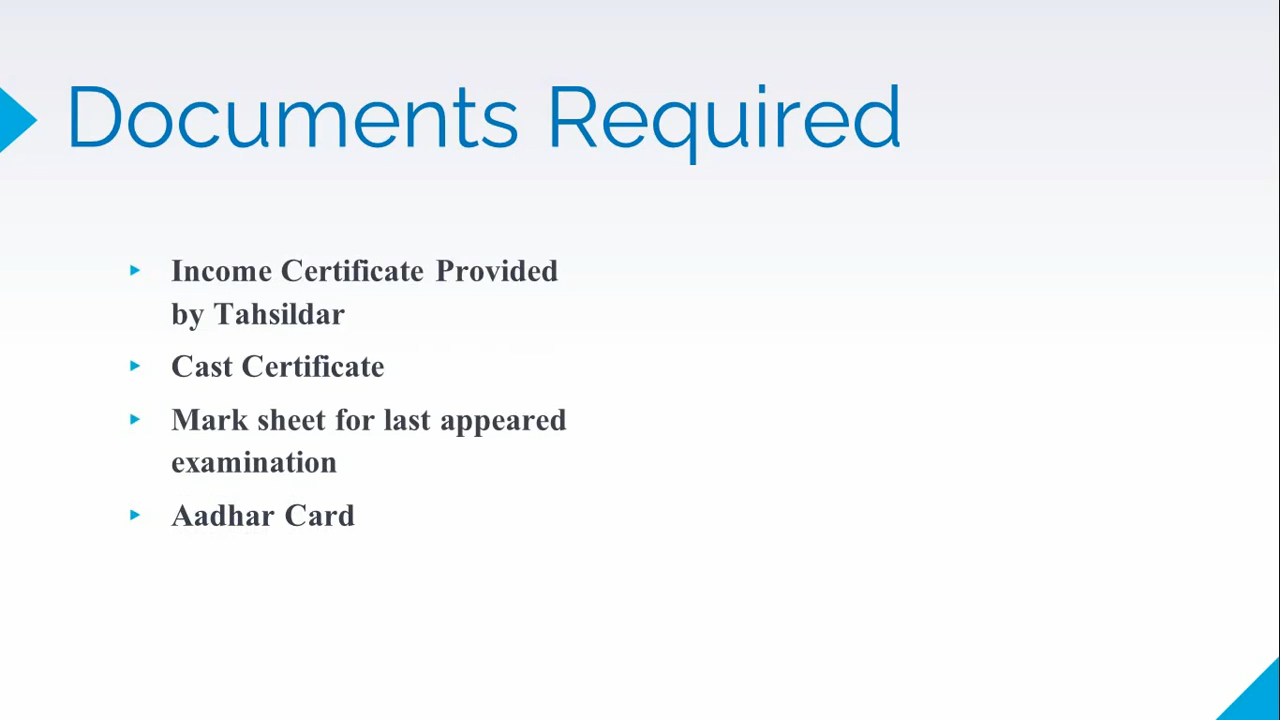 Documents Required
Income Certificate Provided
by Tahsildar
Cast Certificate
Mark sheet for last appeared
examination
Aadhar Card